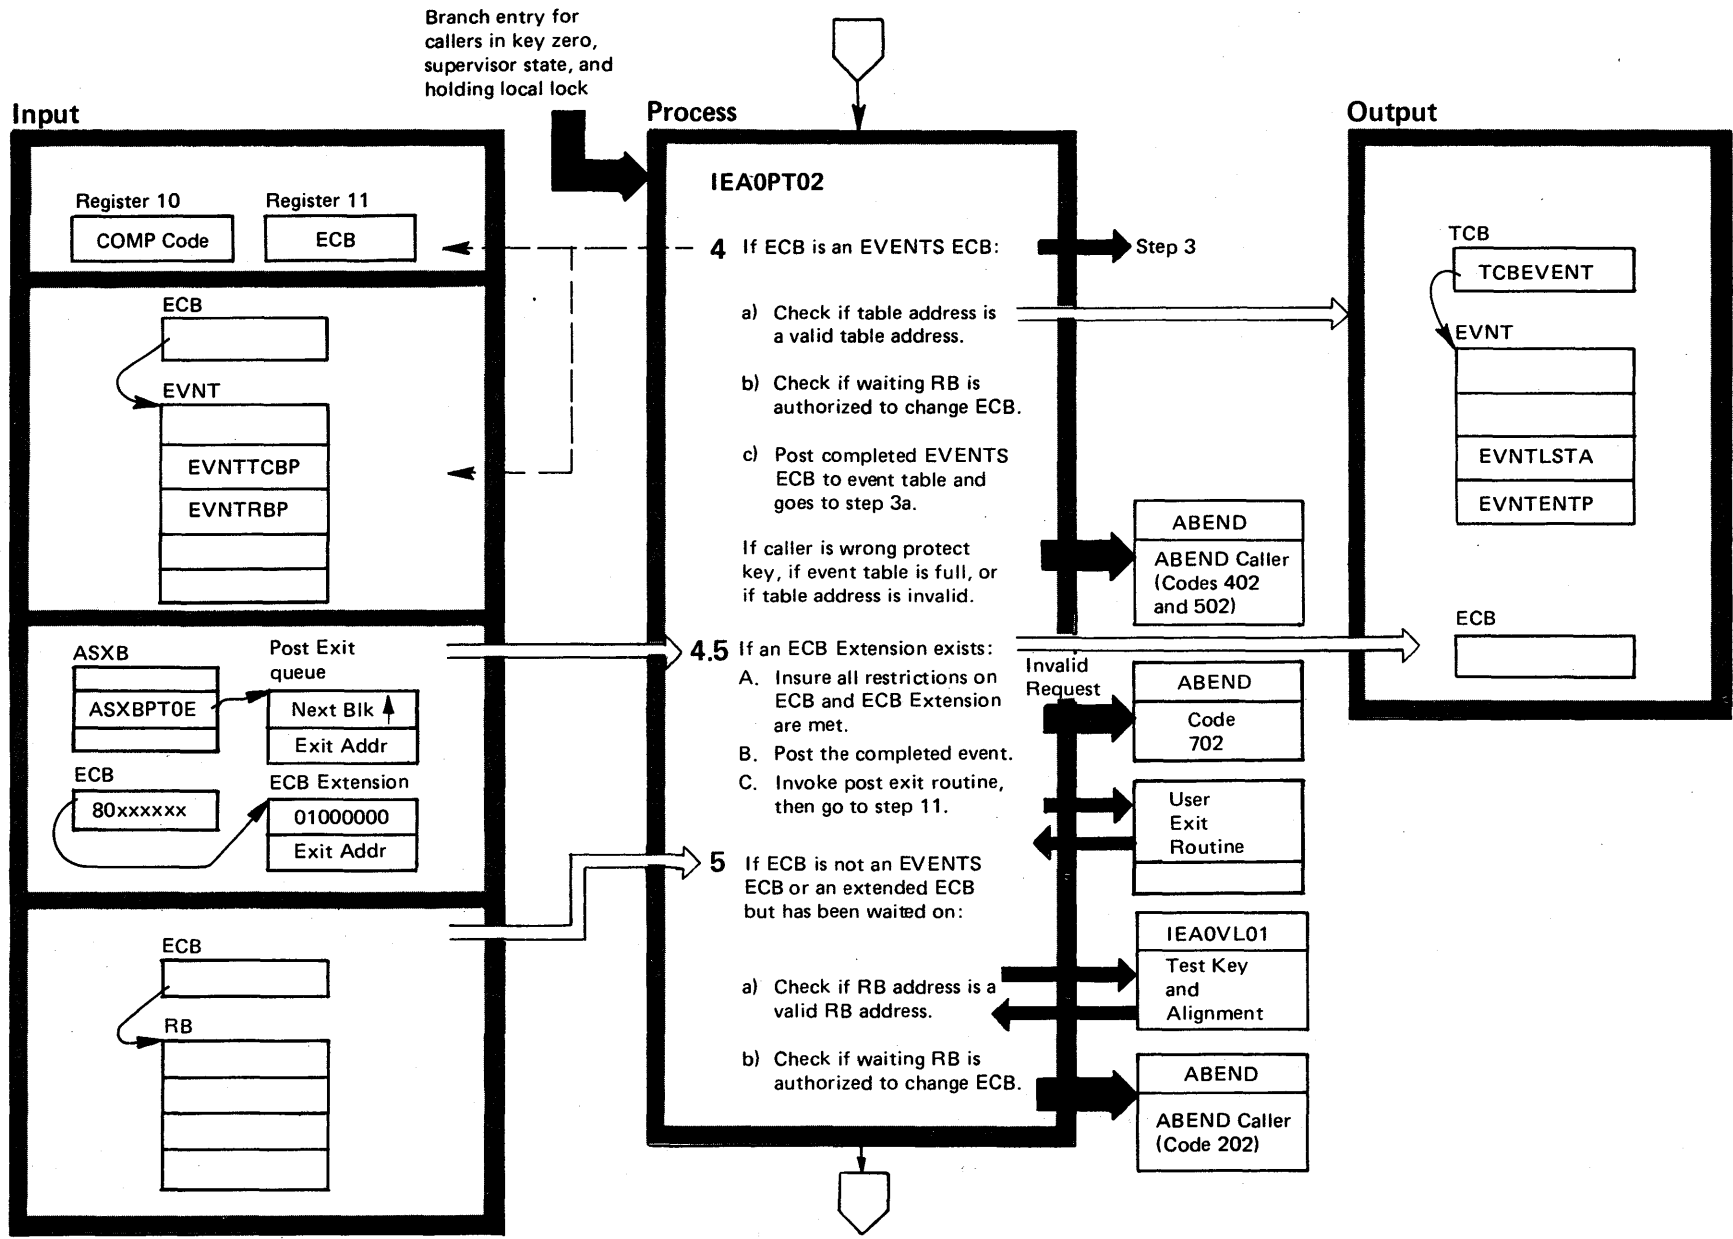 Branch entry for
callers in key zero,
supervisor state, and
holding local lock
Input
Register 10
Register 11
COMP Code
ECB
ECB
EVNT
EVNTTCBP
EVNTRBP
ASXB
Post Exit
queue
ASXBPT0E
Next Blk
Exit Addr
ECB
ECB Extension
80xxxxxx
01000000
Exit Addr
ECB
RB
Process
IEA0PT02
4 If ECB is an EVENTS ECB:
Step 3
a) Check if table address is
a valid table address.
b) Check if waiting RB is
authorized to change ECB.
c) Post completed EVENTS
ECB to event table and
goes to step 3a.
If caller is wrong protect
key, if event table is full, or
if table address is invalid.
ABEND
ABEND Caller
(Codes 402
and 502)
4.5 If an ECB Extension exists:
A. Insure all restrictions on
ECB and ECB Extension
are met.
B. Post the completed event.
C. Invoke post exit routine,
then go to step 11.
Invalid
Request
ABEND
Code
702
User
Exit
Routine
5 If ECB is not an EVENTS
ECB or an extended ECB
but has been waited on:
a) Check if RB address is a
valid RB address.
b) Check if waiting RB is
authorized to change ECB.
IEA0VL01
Test Key
and
Alignment
ABEND
ABEND Caller
(Code 202)
Output
TCB
TCBEVENT
EVNT
EVNTLSTA
EVNTENTP
ECB